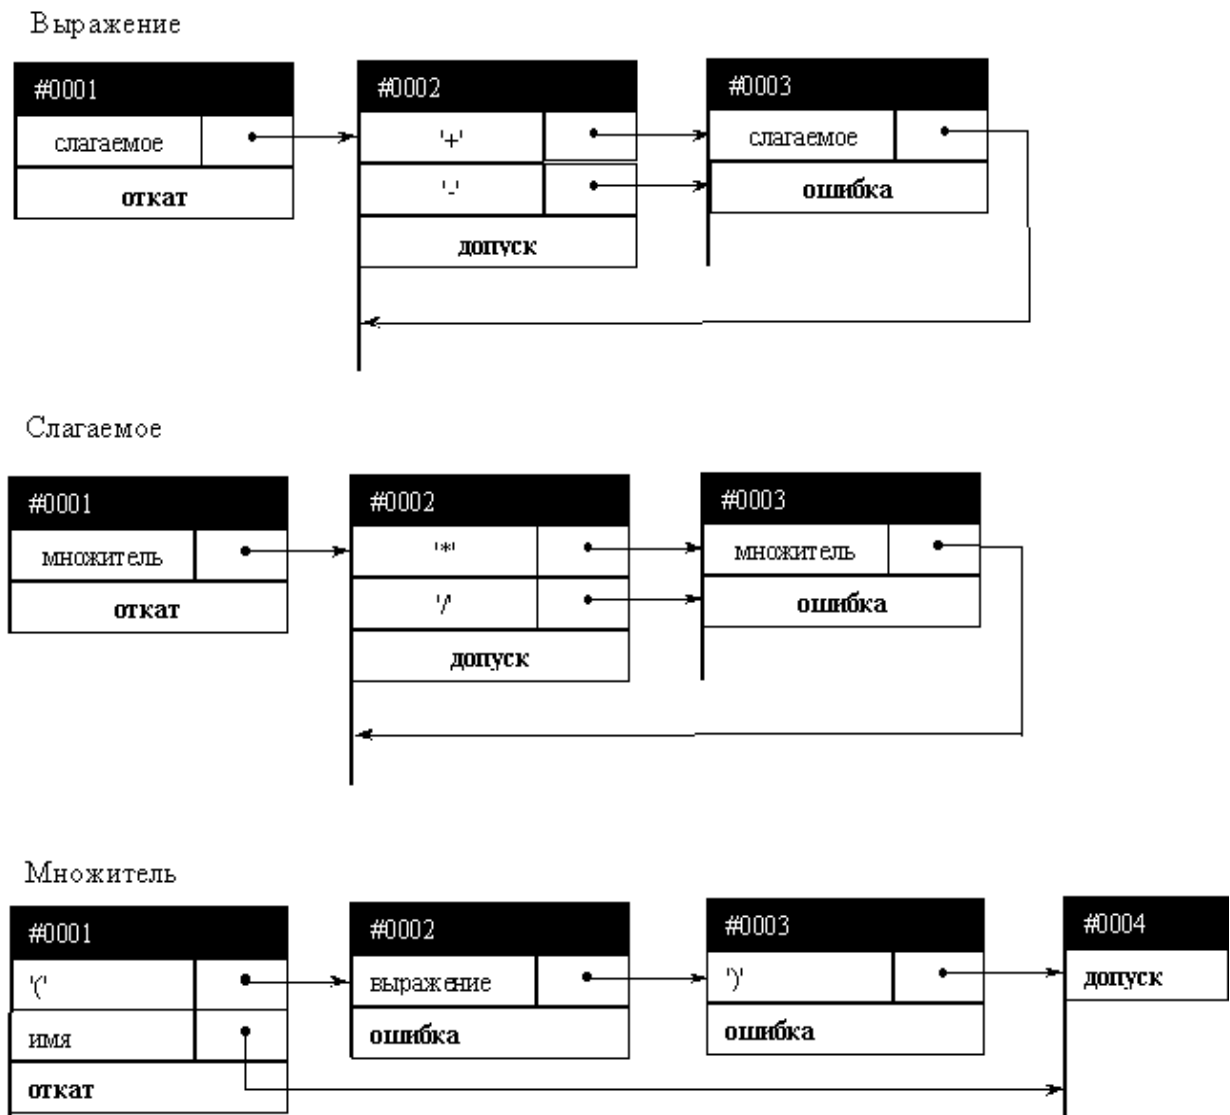 Выражение
#0001
#0002
#0003
слагаемое
'+'
слагаемое
откат
'-'
ошибка
допуск
Слагаемое
#0001
#0002
#0003
множитель
'*'
множитель
откат
'/'
ошибка
допуск
Множитель
#0001
#0002
#0003
#0004
'('
выражение
')'
допуск
имя
ошибка
ошибка
откат